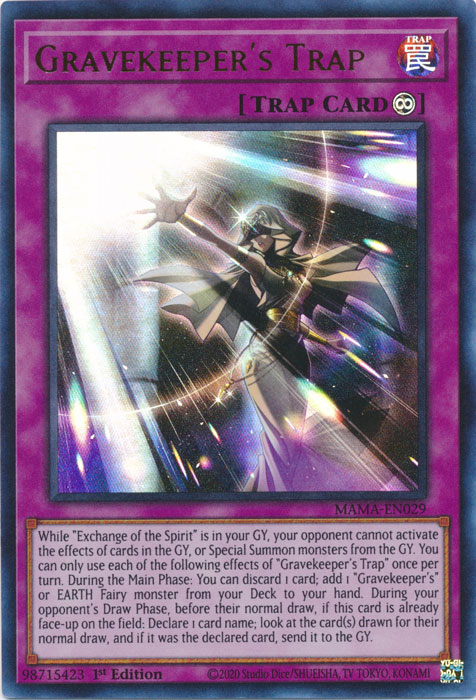 GRAVEKEEPER'S TRAP
TRAP
罠
[TRAP CARD]
MAMA-EN029
While "Exchange of the Spirit" is in your GY, your opponent cannot activate
the effects of cards in the GY, or Special Summon monsters from the GY. You
can only use each of the following effects of "Gravekeeper's Trap" once per
turn. During the Main Phase: You can discard 1 card; add 1 "Gravekeeper's"
or EARTH Fairy monster from your Deck to your hand. During your
opponent's Draw Phase, before their normal draw, if this card is already
face-up on the field: Declare 1 card name; look at the card(s) drawn for their
normal draw, and if it was the declared card, send it to the GY.
98715423 1st Edition
©2020 Studio Dice/SHUEISHA, TV TOKYO, KONAMI